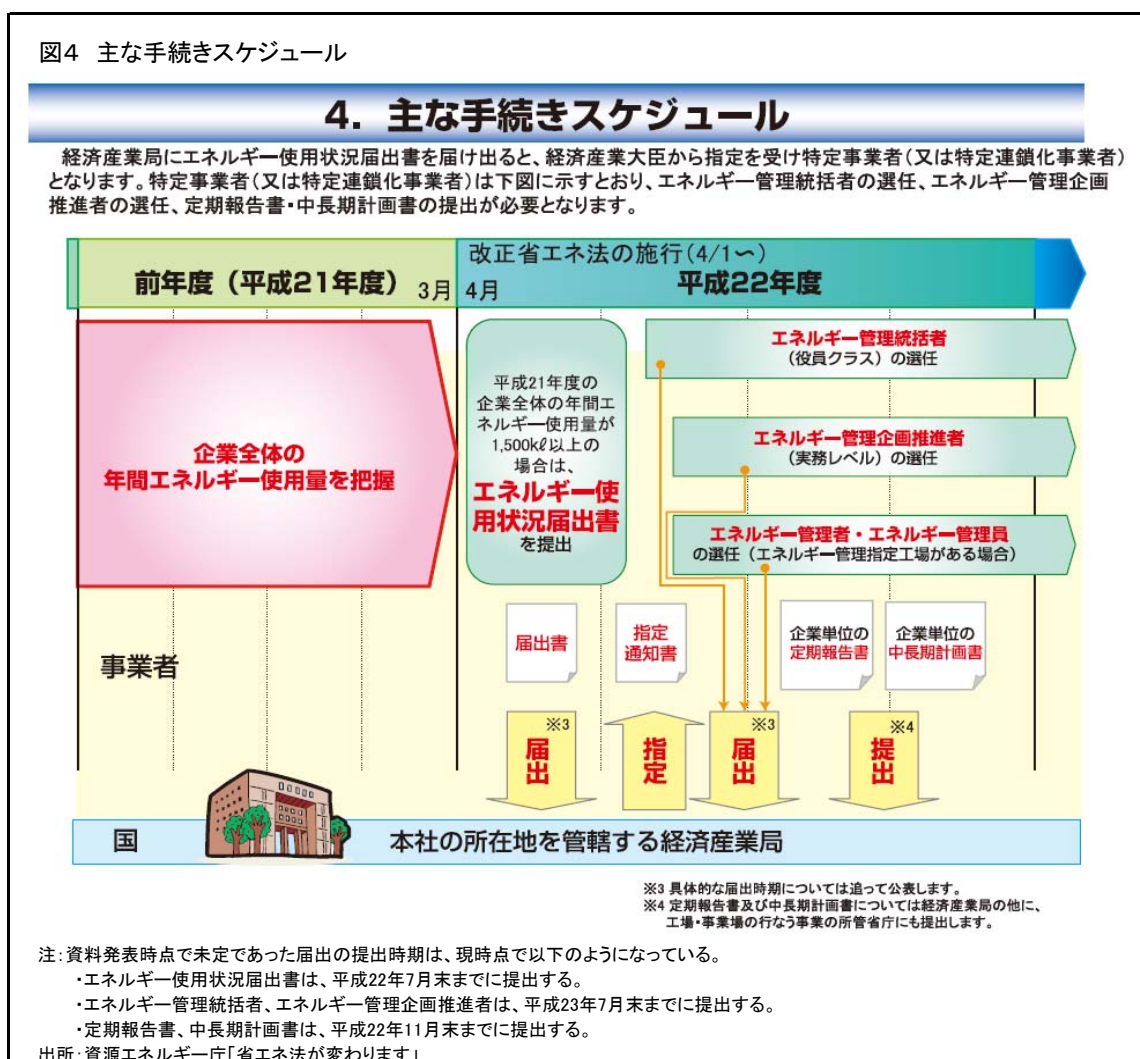 図4 主な手続きスケジュール
4. 主な手続きスケジュール
経済産業局にエネルギー使用状況届出書を届け出ると、経済産業大臣から指定を受け特定事業者(又は特定連鎖化事業者)
となります。特定事業者(又は特定連鎖化事業者)は下図に示すとおり、エネルギー管理統括者の選任、エネルギー管理企画
推進者の選任、定期報告書・中長期計画書の提出が必要となります。
改正省エネ法の施行(4/1〜)
前年度(平成21年度) 3月 4月 平成22年度
企業全体の
年間エネルギー使用量を把握
平成21年度の
企業全体の年間エ
ネルギー使用量が
1,500kℓ以上の
場合は、
エネルギー使
用状況届出書
を提出
エネルギー管理統括者
(役員クラス)の選任
エネルギー管理企画推進者
(実務レベル)の選任
エネルギー管理者・エネルギー管理員
の選任(エネルギー管理指定工場がある場合)
事業者
届出書
指定
通知書
企業単位の
定期報告書
企業単位の
中長期計画書
※3
届出
指定
※3
届出
※4
提出
国 本社の所在地を管轄する経済産業局
※3 具体的な届出時期については追って公表します。
※4 定期報告書及び中長期計画書については経済産業局の他に、
工場・事業場の行なう事業の所管省庁にも提出します。
注:資料発表時点で未定であった届出の提出時期は、現時点で以下のようになっている。
・エネルギー使用状況届出書は、平成22年7月末までに提出する。
・エネルギー管理統括者、エネルギー管理企画推進者は、平成23年7月末までに提出する。
・定期報告書、中長期計画書は、平成22年11月末までに提出する。
出所:資源エネルギー庁「省エネ法が変わります」